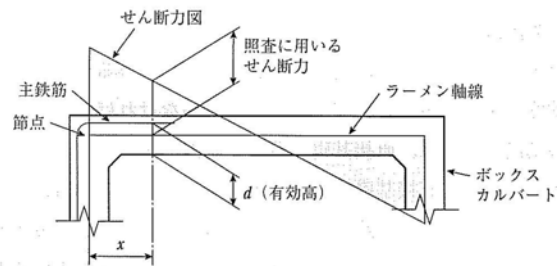 せん断力図
照査に用いる
せん断力
主鉄筋
ラーメン軸線
節点
d（有効高）
ボックス
カルバート
x